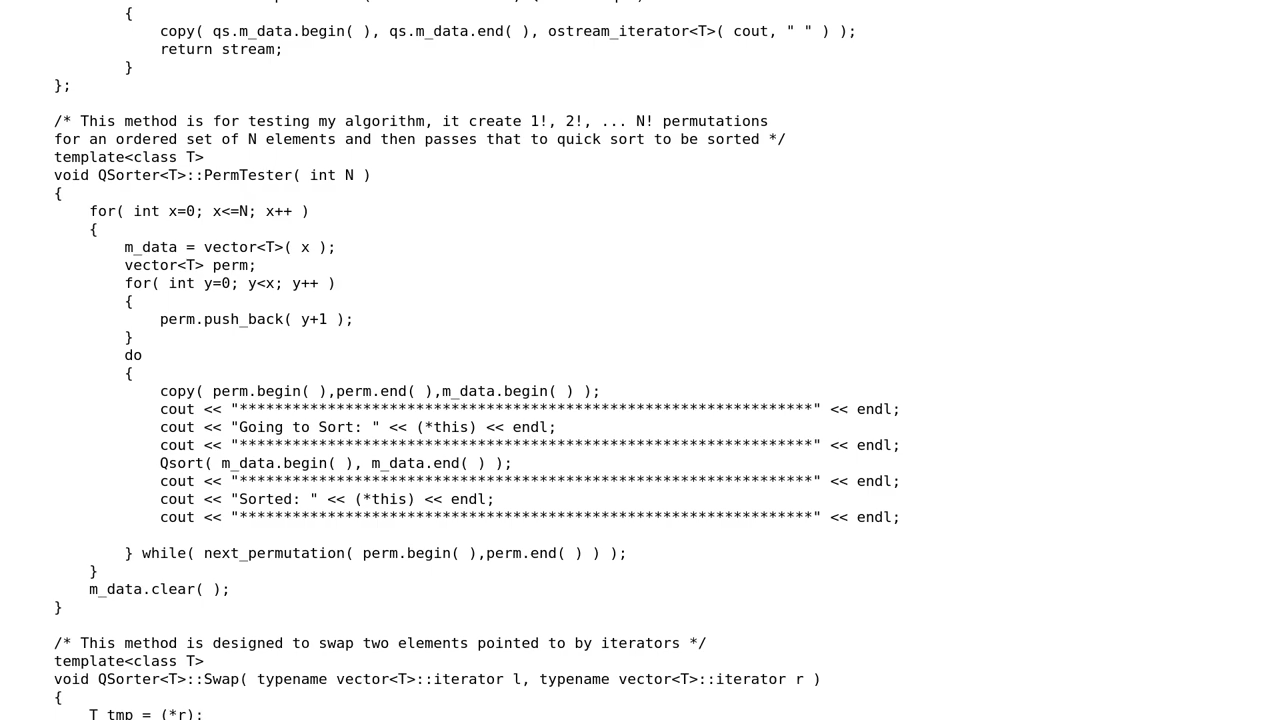 {
copy( qs.m_data.begin( ), qs.m_data.end( ), ostream_iterator<T>( cout, " " ) );
return stream;
}
};
/* This method is for testing my algorithm, it create 1!, 2!, ... N! permutations
for an ordered set of N elements and then passes that to quick sort to be sorted */
template<class T>
void QSorter<T>::PermTester( int N )
{
for( int x=0; x<=N; x++ )
{
m_data = vector<T>( x );
vector<T> perm;
for( int y=0; y<x; y++ )
{
perm.push_back( y+1 );
}
do
{
copy( perm.begin( ),perm.end( ),m_data.begin( ) );
cout << "*****************************************************************" << endl;
cout << "Going to Sort: " << (*this) << endl;
cout << "*****************************************************************" << endl;
Qsort( m_data.begin( ), m_data.end( ) );
cout << "*****************************************************************" << endl;
cout << "Sorted: " << (*this) << endl;
cout << "*****************************************************************" << endl;
} while( next_permutation( perm.begin( ),perm.end( ) ) );
}
m_data.clear( );
}
/* This method is designed to swap two elements pointed to by iterators */
template<class T>
void QSorter<T>::Swap( typename vector<T>::iterator l, typename vector<T>::iterator r )
{
T tmp = (*r);